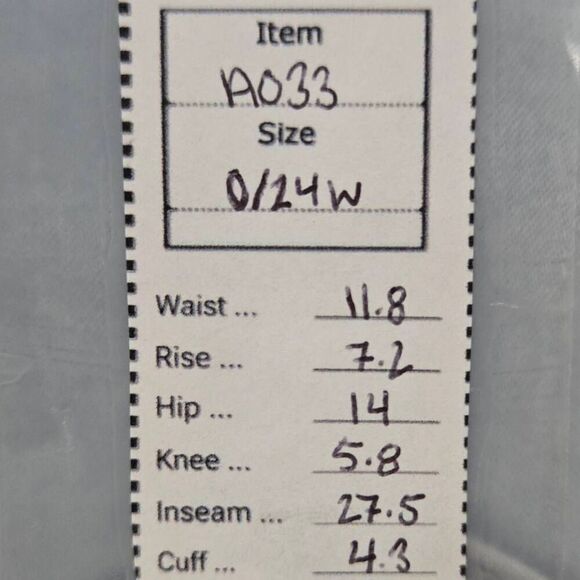 Item
A033
Size
0/24W
Waist ... 11.8
Rise ... 7.2
Hip ... 14
Knee ... 5.8
Inseam ... 27.5
Cuff ... 4.3